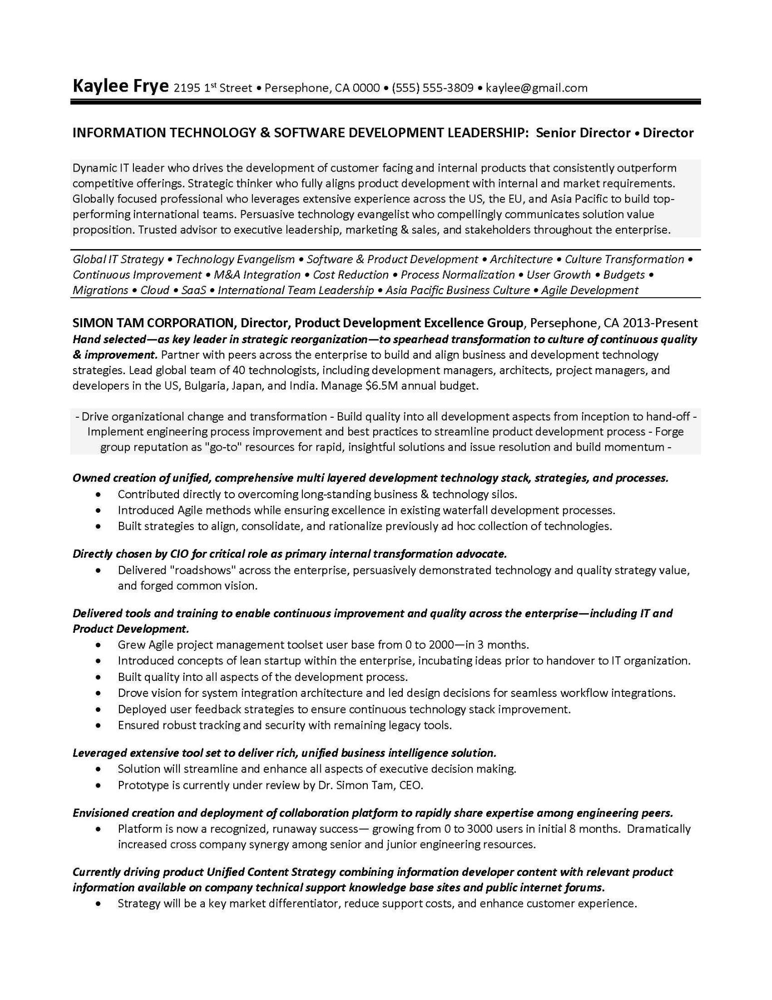 Kaylee Frye 2195 1st Street • Persephone, CA 0000 • (555) 555-3809 • kaylee@gmail.com
INFORMATION TECHNOLOGY & SOFTWARE DEVELOPMENT LEADERSHIP: Senior Director • Director
Dynamic IT leader who drives the development of customer facing and internal products that consistently outperform
competitive offerings. Strategic thinker who fully aligns product development with internal and market requirements.
Globally focused professional who leverages extensive experience across the US, the EU, and Asia Pacific to build top-
performing international teams. Persuasive technology evangelist who compellingly communicates solution value
proposition. Trusted advisor to executive leadership, marketing & sales, and stakeholders throughout the enterprise.
Global IT Strategy • Technology Evangelism • Software & Product Development • Architecture • Culture Transformation •
Continuous Improvement • M&A Integration • Cost Reduction • Process Normalization • User Growth • Budgets •
Migrations • Cloud • SaaS • International Team Leadership • Asia Pacific Business Culture • Agile Development
SIMON TAM CORPORATION, Director, Product Development Excellence Group, Persephone, CA 2013-Present
Hand selected—as key leader in strategic reorganization—to spearhead transformation to culture of continuous quality
& improvement. Partner with peers across the enterprise to build and align business and development technology
strategies. Lead global team of 40 technologists, including development managers, architects, project managers, and
developers in the US, Bulgaria, Japan, and India. Manage $6.5M annual budget.
- Drive organizational change and transformation - Build quality into all development aspects from inception to hand-off -
Implement engineering process improvement and best practices to streamline product development process - Forge
group reputation as "go-to" resources for rapid, insightful solutions and issue resolution and build momentum -
Owned creation of unified, comprehensive multi layered development technology stack, strategies, and processes.
• Contributed directly to overcoming long-standing business & technology silos.
• Introduced Agile methods while ensuring excellence in existing waterfall development processes.
• Built strategies to align, consolidate, and rationalize previously ad hoc collection of technologies.
Directly chosen by CIO for critical role as primary internal transformation advocate.
• Delivered "roadshows" across the enterprise, persuasively demonstrated technology and quality strategy value,
and forged common vision.
Delivered tools and training to enable continuous improvement and quality across the enterprise—including IT and
Product Development.
• Grew Agile project management toolset user base from 0 to 2000—in 3 months.
• Introduced concepts of lean startup within the enterprise, incubating ideas prior to handover to IT organization.
• Built quality into all aspects of the development process.
• Drove vision for system integration architecture and led design decisions for seamless workflow integrations.
• Deployed user feedback strategies to ensure continuous technology stack improvement.
• Ensured robust tracking and security with remaining legacy tools.
Leveraged extensive tool set to deliver rich, unified business intelligence solution.
• Solution will streamline and enhance all aspects of executive decision making.
• Prototype is currently under review by Dr. Simon Tam, CEO.
Envisioned creation and deployment of collaboration platform to rapidly share expertise among engineering peers.
• Platform is now a recognized, runaway success— growing from 0 to 3000 users in initial 8 months. Dramatically
increased cross company synergy among senior and junior engineering resources.
Currently driving product Unified Content Strategy combining information developer content with relevant product
information available on company technical support knowledge base sites and public internet forums.
• Strategy will be a key market differentiator, reduce support costs, and enhance customer experience.